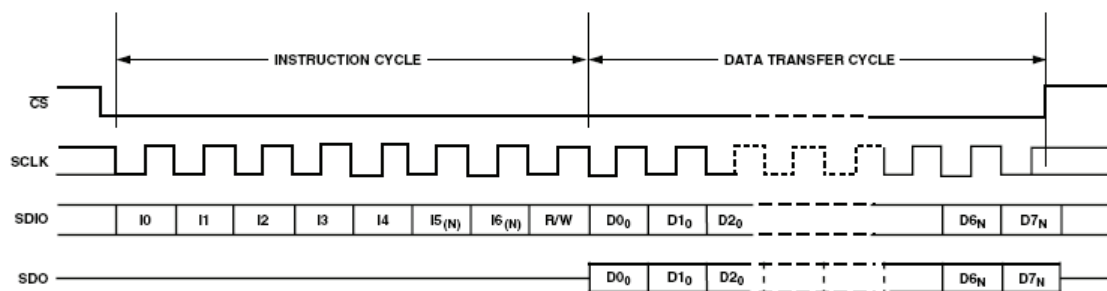 INSTRUCTION CYCLE DATA TRANSFER CYCLE
CS
SCLK
SDIO I0 I1 I2 I3 I4 I5(N) I6(N) R/W D00 D10 D20 D6N D7N
SDO D00 D10 D20 D6N D7N